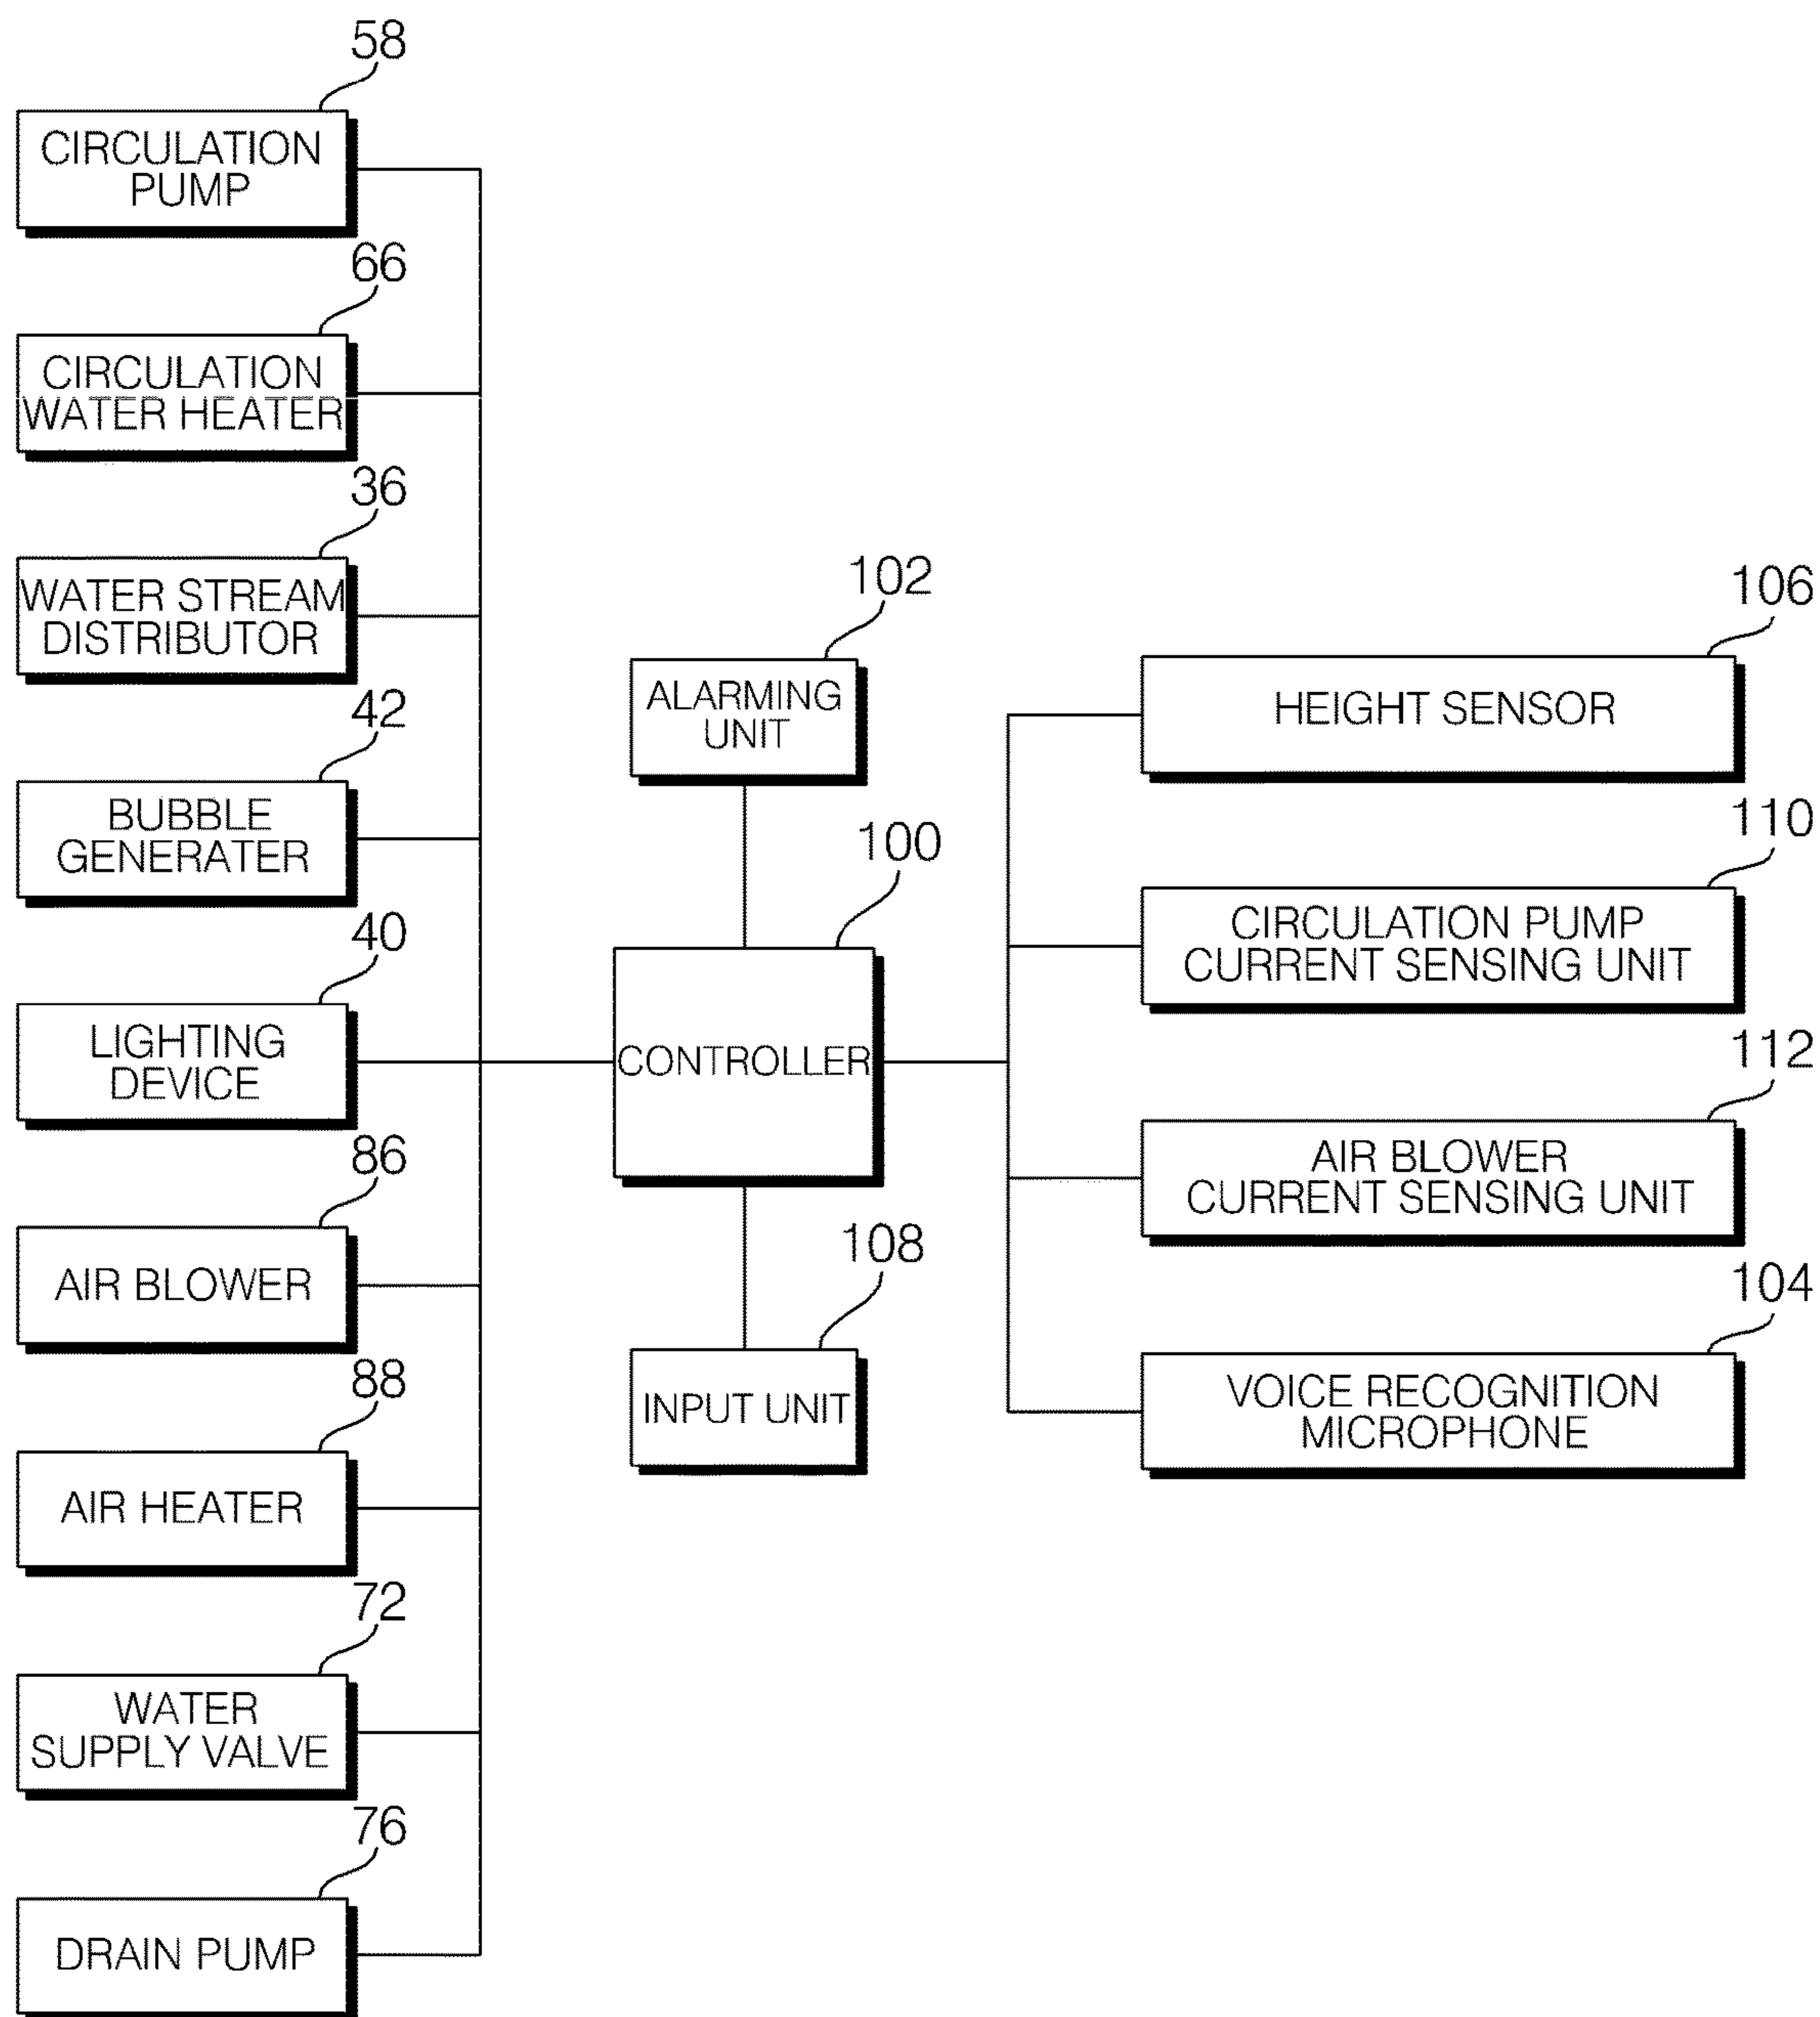 58
CIRCULATION
PUMP
66
CIRCULATION
WATER HEATER
36
WATER STREAM
DISTRIBUTOR
42
BUBBLE
GENERATER
40
LIGHTING
DEVICE
86
AIR BLOWER
88
AIR HEATER
72
WATER
SUPPLY VALVE
76
DRAIN PUMP
102
ALARMING
UNIT
100
CONTROLLER
108
INPUT UNIT
106
HEIGHT SENSOR
110
CIRCULATION PUMP
CURRENT SENSING UNIT
112
AIR BLOWER
CURRENT SENSING UNIT
104
VOICE RECOGNITION
MICROPHONE